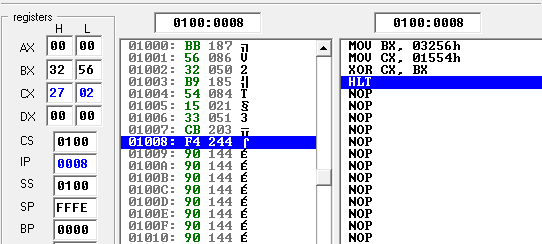 registers
H L
AX 00 00
BX 32 56
CX 27 02
DX 00 00
CS 0100
IP 0008
SS 0100
SP FFFE
BP 0000
0100:0008
01000: BB 187 ╗
01001: 56 086 V
01002: 32 050 2
01003: B9 185 ╣
01004: 54 084 T
01005: 15 021 §
01006: 33 051 3
01007: CB 203 ╦
01008: F4 244 ⌠
01009: 90 144 É
0100A: 90 144 É
0100B: 90 144 É
0100C: 90 144 É
0100D: 90 144 É
0100E: 90 144 É
0100F: 90 144 É
01010: 90 144 É
0100:0008
MOV BX, 03256h
MOV CX, 01554h
XOR CX, BX
HLT
NOP
NOP
NOP
NOP
NOP
NOP
NOP
NOP
NOP
NOP
NOP
NOP
NOP